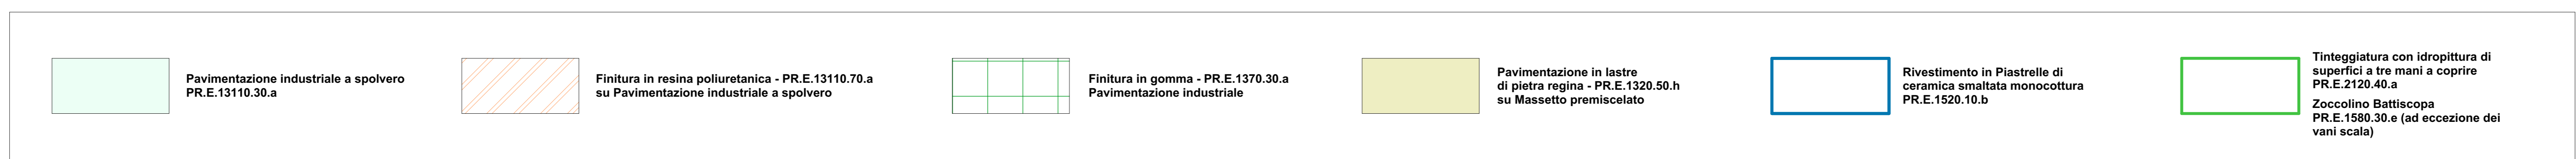 Pavimentazione industriale a spolvero
PR.E.13110.30.a
Finitura in resina poliuretanica - PR.E.13110.70.a
su Pavimentazione industriale a spolvero
Finitura in gomma - PR.E.1370.30.a
Pavimentazione industriale
Pavimentazione in lastre
di pietra regina - PR.E.1320.50.h
su Massetto premiscelato
Rivestimento in Piastrelle di
ceramica smaltata monocottura
PR.E.1520.10.b
Tinteggiatura con idropittura di
superfici a tre mani a coprire
PR.E.2120.40.a
Zoccolino Battiscopa
PR.E.1580.30.e (ad eccezione dei
vani scala)